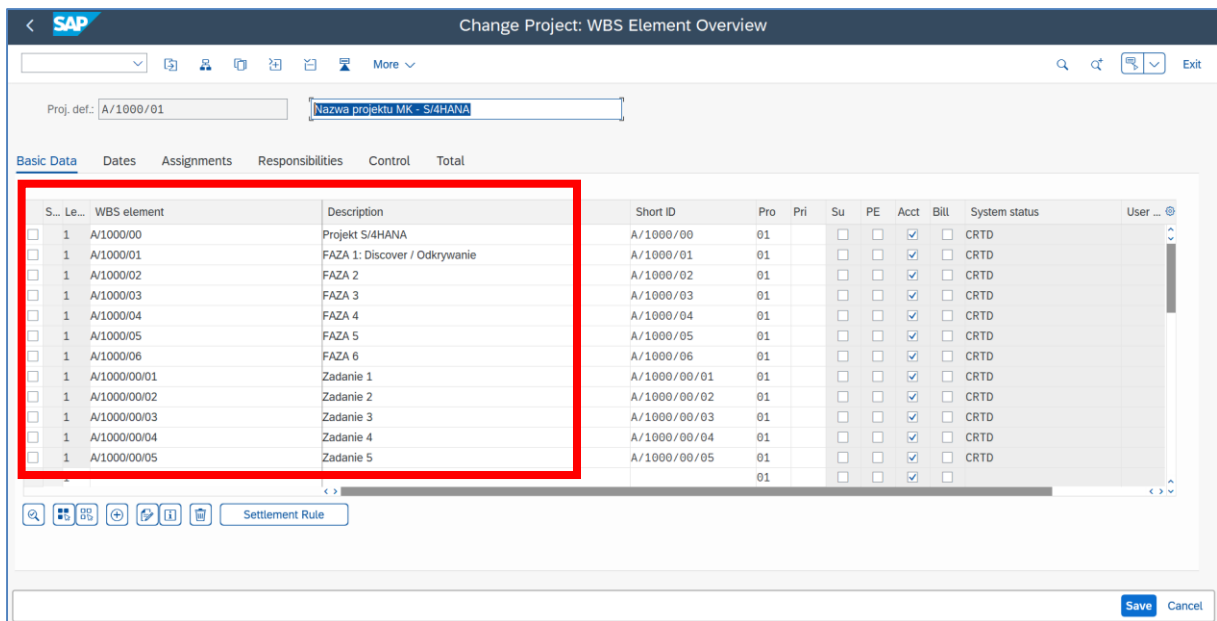 SAP Change Project: WBS Element Overview
More Exit
Proj. def.: A/1000/01 Nazwa projektu MK - S/4HANA
Basic Data Dates Assignments Responsibilities Control Total
S... Le... WBS element Description Short ID Pro Pri Su PE Acct Bill System status User ...
1 A/1000/00 Projekt S/4HANA A/1000/00 01 CRTD
1 A/1000/01 FAZA 1: Discover / Odkrywanie A/1000/01 01 CRTD
1 A/1000/02 FAZA 2 A/1000/02 01 CRTD
1 A/1000/03 FAZA 3 A/1000/03 01 CRTD
1 A/1000/04 FAZA 4 A/1000/04 01 CRTD
1 A/1000/05 FAZA 5 A/1000/05 01 CRTD
1 A/1000/06 FAZA 6 A/1000/06 01 CRTD
1 A/1000/00/01 Zadanie 1 A/1000/00/01 01 CRTD
1 A/1000/00/02 Zadanie 2 A/1000/00/02 01 CRTD
1 A/1000/00/03 Zadanie 3 A/1000/00/03 01 CRTD
1 A/1000/00/04 Zadanie 4 A/1000/00/04 01 CRTD
1 A/1000/00/05 Zadanie 5 A/1000/00/05 01 CRTD
01
Settlement Rule
Save Cancel